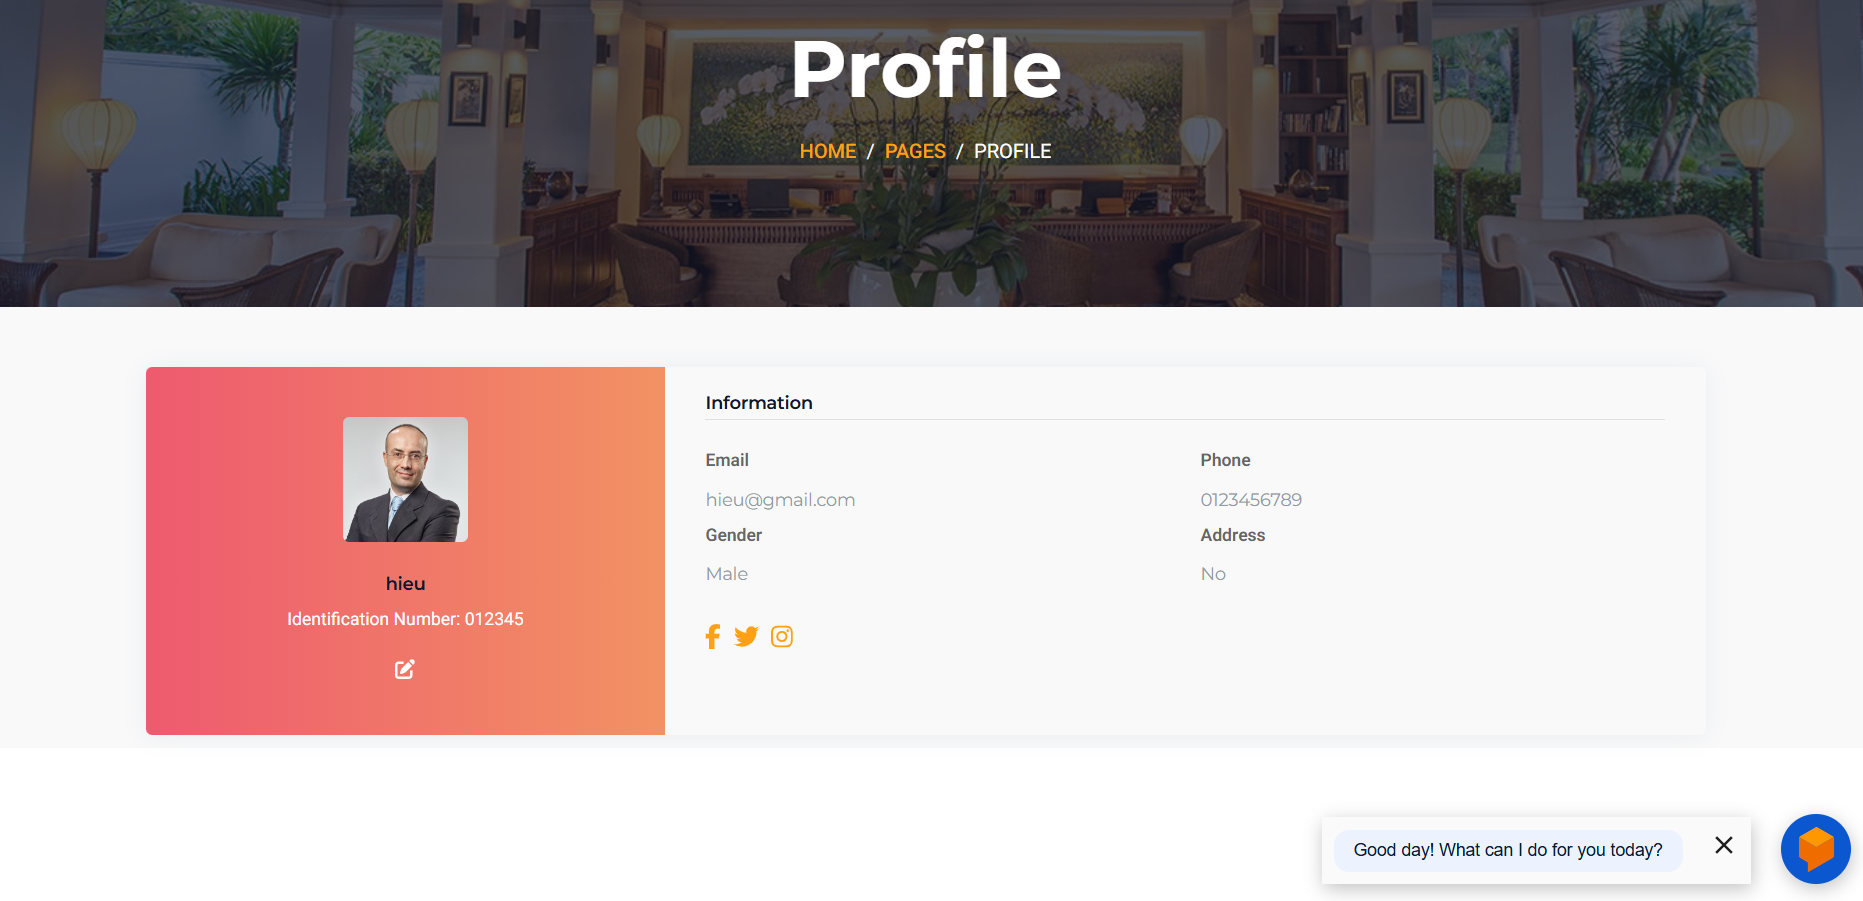 Profile
HOME / PAGES / PROFILE
hieu
Identification Number: 012345
Information
Email
Phone
hieu@gmail.com
0123456789
Gender
Address
Male
No
Good day! What can I do for you today?